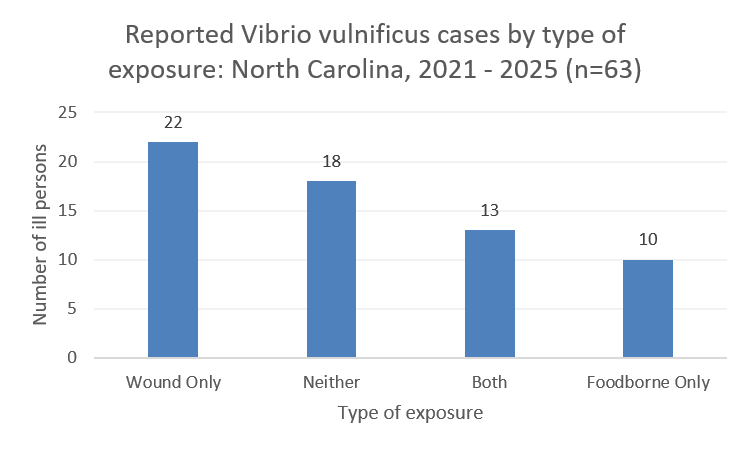 Reported Vibrio vulnificus cases by type of
exposure: North Carolina, 2021 - 2025 (n=63)
Number of ill persons
25
20
15
10
5
0
22
18
13
10
Wound Only
Neither
Both
Foodborne Only
Type of exposure